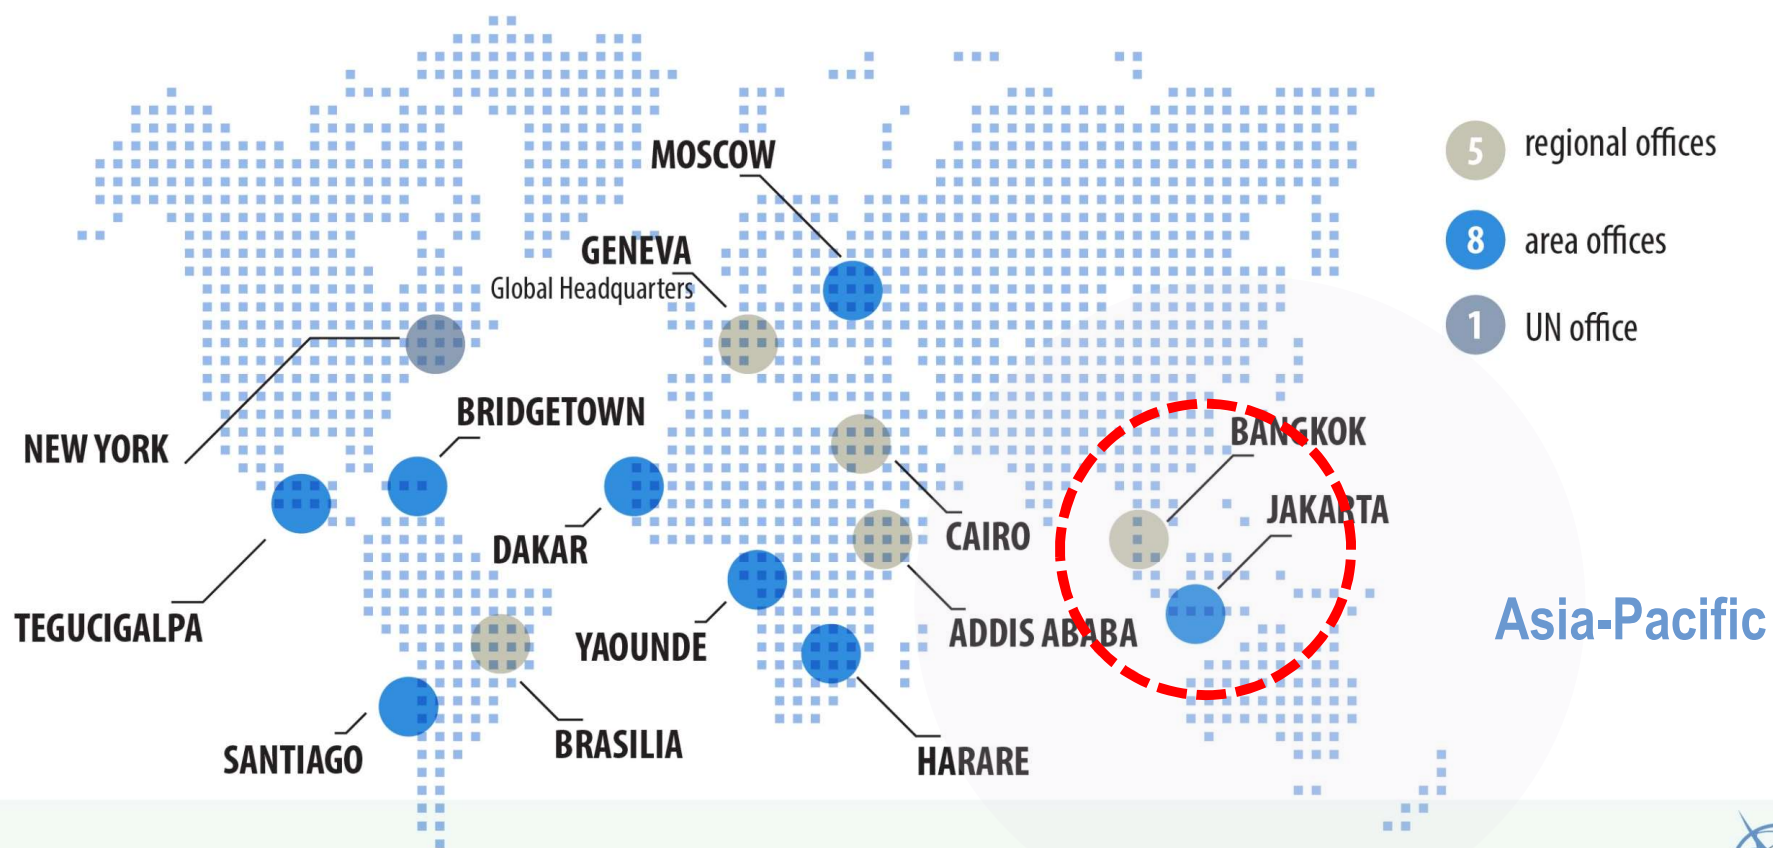 MOSCOW
GENEVA
Global Headquarters
NEW YORK
BRIDGETOWN
TEGUCIGALPA
DAKAR
YAOUNDE
SANTIAGO
BRASILIA
CAIRO
ADDIS ABABA
HARARE
BANGKOK
JAKARTA
Asia-Pacific
5 regional offices
8 area offices
1 UN office